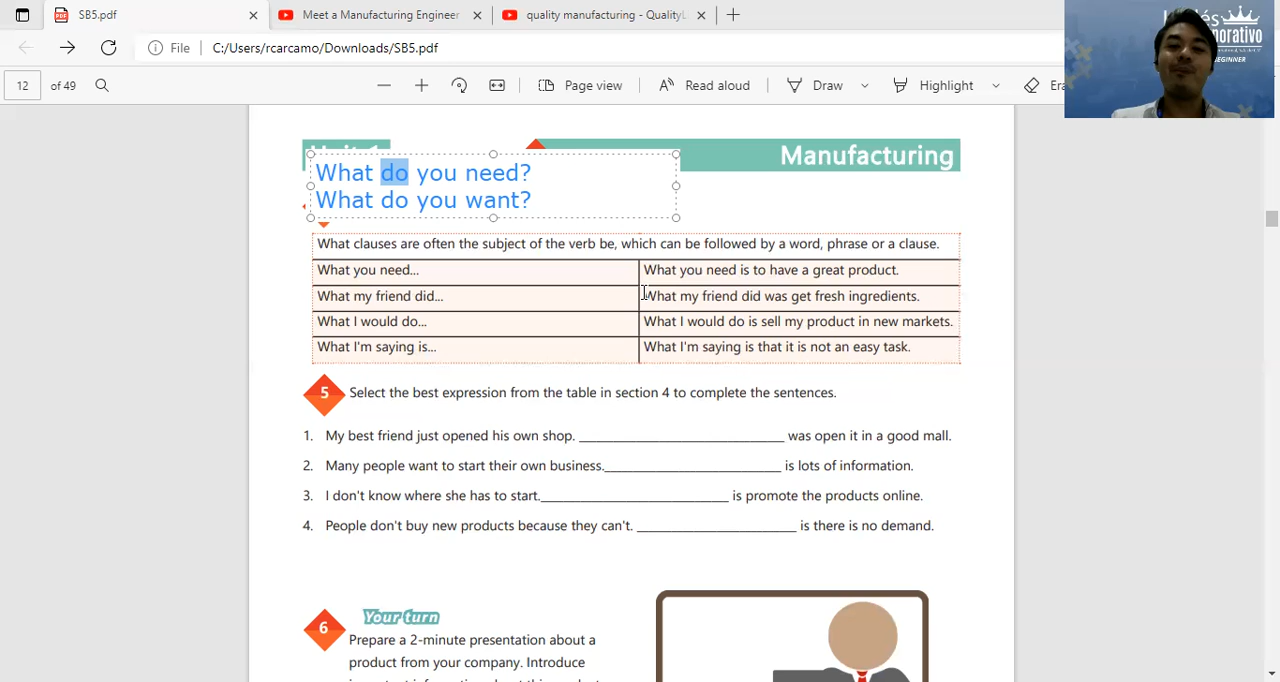 SB5.pdf
Meet a Manufacturing Engineer
quality manufacturing - QualityL
File C:/Users/rcarcamo/Downloads/SB5.pdf
12 of 49
Page view
Read aloud
Draw
Highlight
BEGINNER
Manufacturing
What do you need?
What do you want?
What clauses are often the subject of the verb be, which can be followed by a word, phrase or a clause.
What you need... What you need is to have a great product.
What my friend did... What my friend did was get fresh ingredients.
What I would do... What I would do is sell my product in new markets.
What I'm saying is... What I'm saying is that it is not an easy task.
5 Select the best expression from the table in section 4 to complete the sentences.
1. My best friend just opened his own shop. ____________________________ was open it in a good mall.
2. Many people want to start their own business.________________________ is lots of information.
3. I don't know where she has to start.__________________________ is promote the products online.
4. People don't buy new products because they can't. ______________________ is there is no demand.
6 Your turn
Prepare a 2-minute presentation about a
product from your company. Introduce